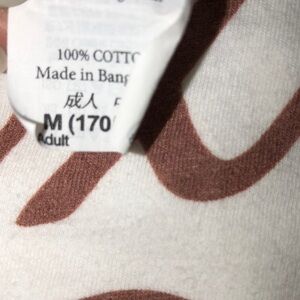 100% COTTO
Made in Bang
成人
M (170
Adult